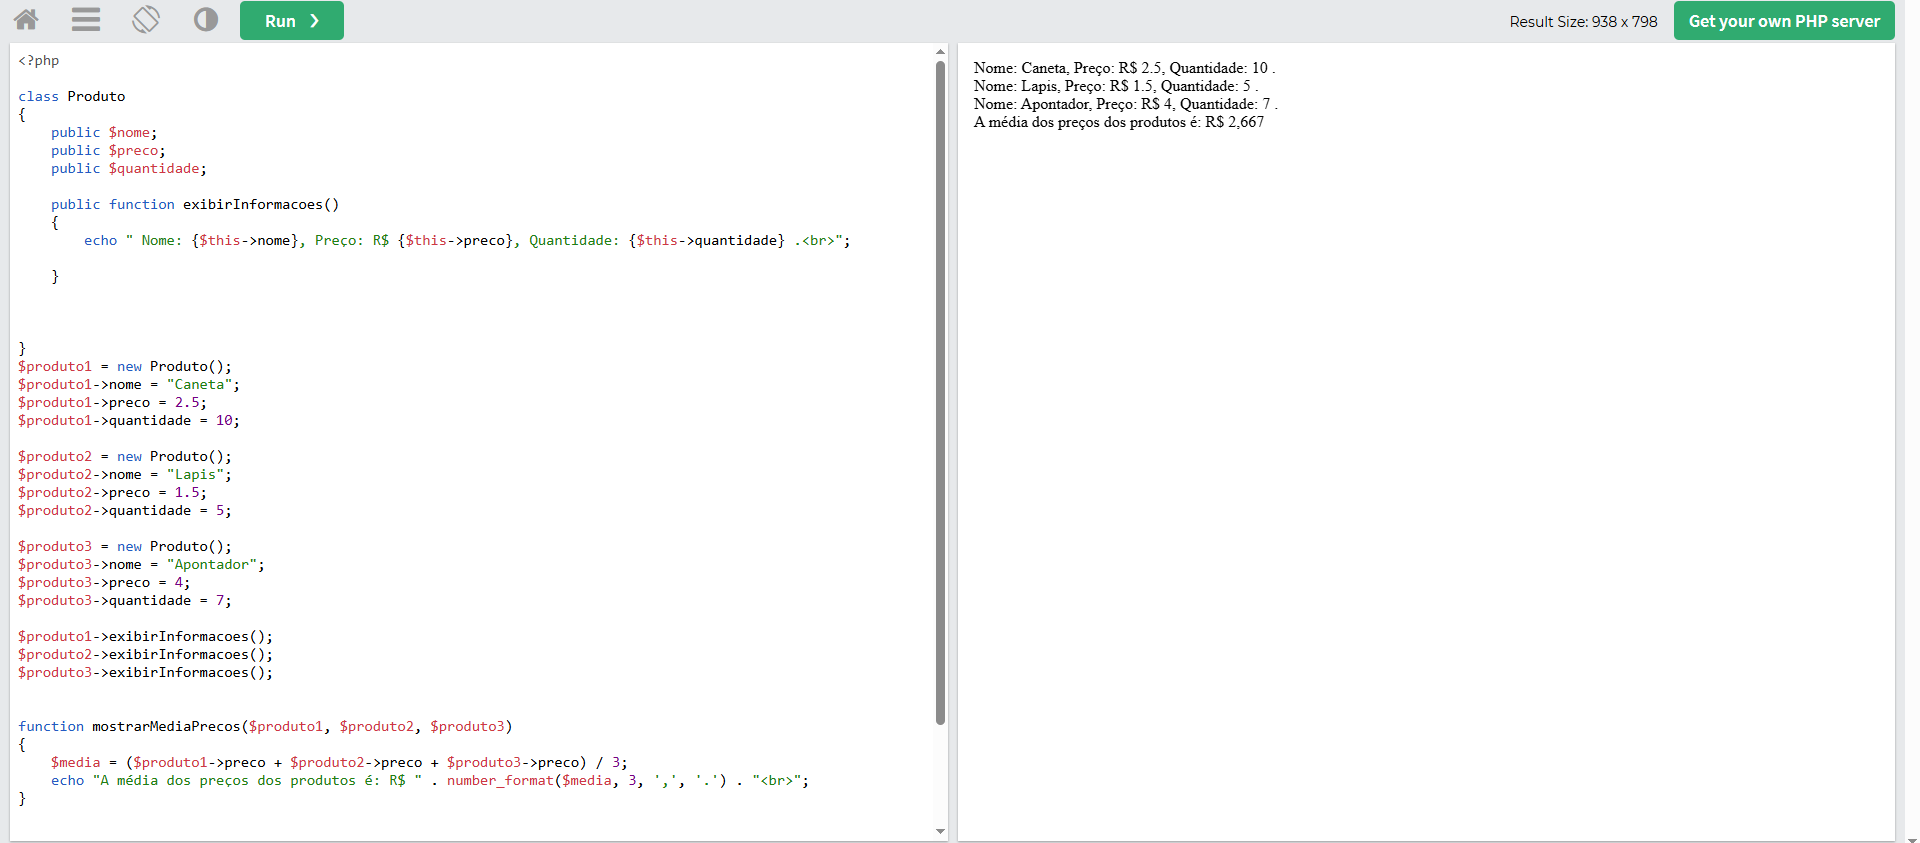 Run ❯
Result Size: 938 x 798
Get your own PHP server
<?php
class Produto
{
public $nome;
public $preco;
public $quantidade;
public function exibirInformacoes()
{
echo " Nome: {$this->nome}, Preço: R$ {$this->preco}, Quantidade: {$this->quantidade} .<br>";
}
}
$produto1 = new Produto();
$produto1->nome = "Caneta";
$produto1->preco = 2.5;
$produto1->quantidade = 10;
$produto2 = new Produto();
$produto2->nome = "Lapis";
$produto2->preco = 1.5;
$produto2->quantidade = 5;
$produto3 = new Produto();
$produto3->nome = "Apontador";
$produto3->preco = 4;
$produto3->quantidade = 7;
$produto1->exibirInformacoes();
$produto2->exibirInformacoes();
$produto3->exibirInformacoes();
function mostrarMediaPrecos($produto1, $produto2, $produto3)
{
$media = ($produto1->preco + $produto2->preco + $produto3->preco) / 3;
echo "A média dos preços dos produtos é: R$ " . number_format($media, 3, ',', '.') . "<br>";
}
Nome: Caneta, Preço: R$ 2.5, Quantidade: 10 .
Nome: Lapis, Preço: R$ 1.5, Quantidade: 5 .
Nome: Apontador, Preço: R$ 4, Quantidade: 7 .
A média dos preços dos produtos é: R$ 2,667